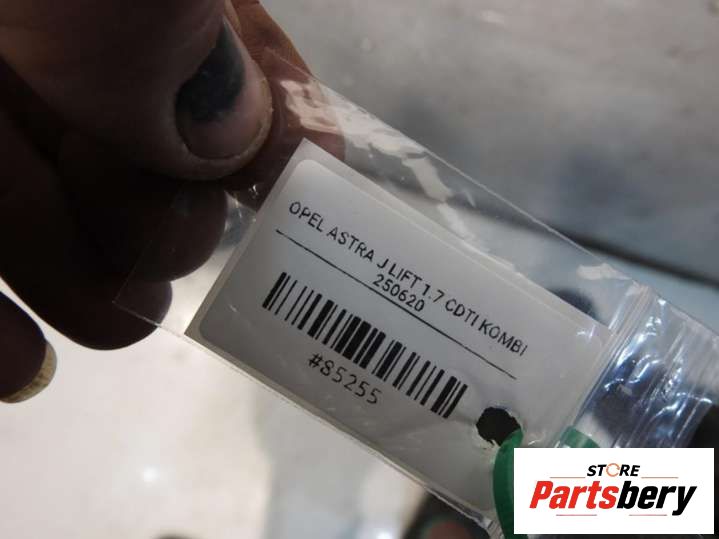 OPEL ASTRA J LIFT 1.7 CDTI KOMBI
250620
#85255
STORE
Partsbery